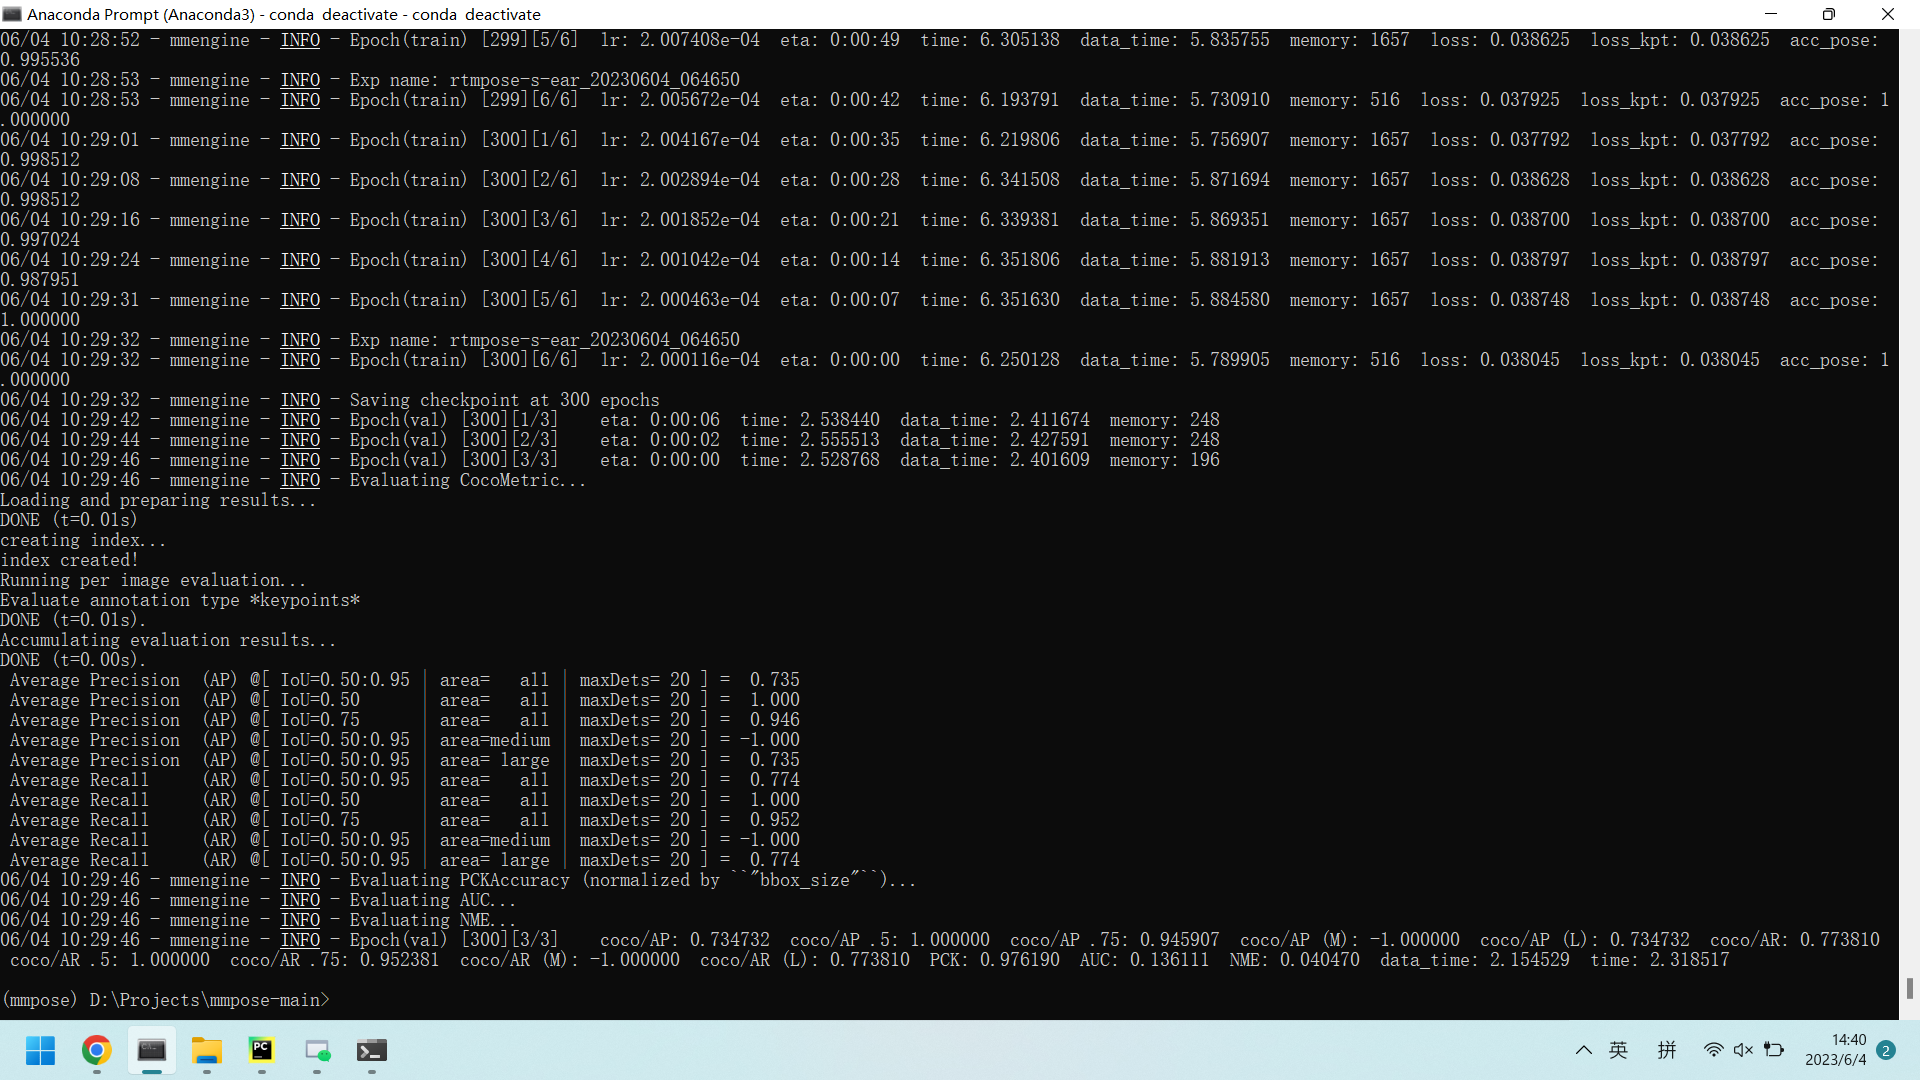 Anaconda Prompt (Anaconda3) - conda  deactivate - conda  deactivate
06/04 10:28:52 - mmengine - INFO - Epoch(train) [299][5/6]  lr: 2.007408e-04  eta: 0:00:49  time: 6.305138  data_time: 5.835755  memory: 1657  loss: 0.038625  loss_kpt: 0.038625  acc_pose:
0.995536
06/04 10:28:53 - mmengine - INFO - Exp name: rtmpose-s-ear_20230604_064650
06/04 10:28:53 - mmengine - INFO - Epoch(train) [299][6/6]  lr: 2.005672e-04  eta: 0:00:42  time: 6.193791  data_time: 5.730910  memory: 516  loss: 0.037925  loss_kpt: 0.037925  acc_pose: 1
.000000
06/04 10:29:01 - mmengine - INFO - Epoch(train) [300][1/6]  lr: 2.004167e-04  eta: 0:00:35  time: 6.219806  data_time: 5.756907  memory: 1657  loss: 0.037792  loss_kpt: 0.037792  acc_pose:
0.998512
06/04 10:29:08 - mmengine - INFO - Epoch(train) [300][2/6]  lr: 2.002894e-04  eta: 0:00:28  time: 6.341508  data_time: 5.871694  memory: 1657  loss: 0.038628  loss_kpt: 0.038628  acc_pose:
0.998512
06/04 10:29:16 - mmengine - INFO - Epoch(train) [300][3/6]  lr: 2.001852e-04  eta: 0:00:21  time: 6.339381  data_time: 5.869351  memory: 1657  loss: 0.038700  loss_kpt: 0.038700  acc_pose:
0.997024
06/04 10:29:24 - mmengine - INFO - Epoch(train) [300][4/6]  lr: 2.001042e-04  eta: 0:00:14  time: 6.351806  data_time: 5.881913  memory: 1657  loss: 0.038797  loss_kpt: 0.038797  acc_pose:
0.987951
06/04 10:29:31 - mmengine - INFO - Epoch(train) [300][5/6]  lr: 2.000463e-04  eta: 0:00:07  time: 6.351630  data_time: 5.884580  memory: 1657  loss: 0.038748  loss_kpt: 0.038748  acc_pose:
1.000000
06/04 10:29:32 - mmengine - INFO - Exp name: rtmpose-s-ear_20230604_064650
06/04 10:29:32 - mmengine - INFO - Epoch(train) [300][6/6]  lr: 2.000116e-04  eta: 0:00:00  time: 6.250128  data_time: 5.789905  memory: 516  loss: 0.038045  loss_kpt: 0.038045  acc_pose: 1
.000000
06/04 10:29:32 - mmengine - INFO - Saving checkpoint at 300 epochs
06/04 10:29:42 - mmengine - INFO - Epoch(val) [300][1/3]    eta: 0:00:06  time: 2.538440  data_time: 2.411674  memory: 248
06/04 10:29:44 - mmengine - INFO - Epoch(val) [300][2/3]    eta: 0:00:02  time: 2.555513  data_time: 2.427591  memory: 248
06/04 10:29:46 - mmengine - INFO - Epoch(val) [300][3/3]    eta: 0:00:00  time: 2.528768  data_time: 2.401609  memory: 196
06/04 10:29:46 - mmengine - INFO - Evaluating CocoMetric...
Loading and preparing results...
DONE (t=0.01s)
creating index...
index created!
Running per image evaluation...
Evaluate annotation type *keypoints*
DONE (t=0.01s).
Accumulating evaluation results...
DONE (t=0.00s).
Average Precision  (AP) @[ IoU=0.50:0.95 | area=   all | maxDets= 20 ] =  0.735
Average Precision  (AP) @[ IoU=0.50      | area=   all | maxDets= 20 ] =  1.000
Average Precision  (AP) @[ IoU=0.75      | area=   all | maxDets= 20 ] =  0.946
Average Precision  (AP) @[ IoU=0.50:0.95 | area=medium | maxDets= 20 ] = -1.000
Average Precision  (AP) @[ IoU=0.50:0.95 | area= large | maxDets= 20 ] =  0.735
Average Recall     (AR) @[ IoU=0.50:0.95 | area=   all | maxDets= 20 ] =  0.774
Average Recall     (AR) @[ IoU=0.50      | area=   all | maxDets= 20 ] =  1.000
Average Recall     (AR) @[ IoU=0.75      | area=   all | maxDets= 20 ] =  0.952
Average Recall     (AR) @[ IoU=0.50:0.95 | area=medium | maxDets= 20 ] = -1.000
Average Recall     (AR) @[ IoU=0.50:0.95 | area= large | maxDets= 20 ] =  0.774
06/04 10:29:46 - mmengine - INFO - Evaluating PCKAccuracy (normalized by ``"bbox_size"``)...
06/04 10:29:46 - mmengine - INFO - Evaluating AUC...
06/04 10:29:46 - mmengine - INFO - Evaluating NME...
06/04 10:29:46 - mmengine - INFO - Epoch(val) [300][3/3]    coco/AP: 0.734732  coco/AP .5: 1.000000  coco/AP .75: 0.945907  coco/AP (M): -1.000000  coco/AP (L): 0.734732  coco/AR: 0.773810
coco/AR .5: 1.000000  coco/AR .75: 0.952381  coco/AR (M): -1.000000  coco/AR (L): 0.773810  PCK: 0.976190  AUC: 0.136111  NME: 0.040470  data_time: 2.154529  time: 2.318517
(mmpose) D:\Projects\mmpose-main>
PC
英
拼
14:40
2023/6/4
2